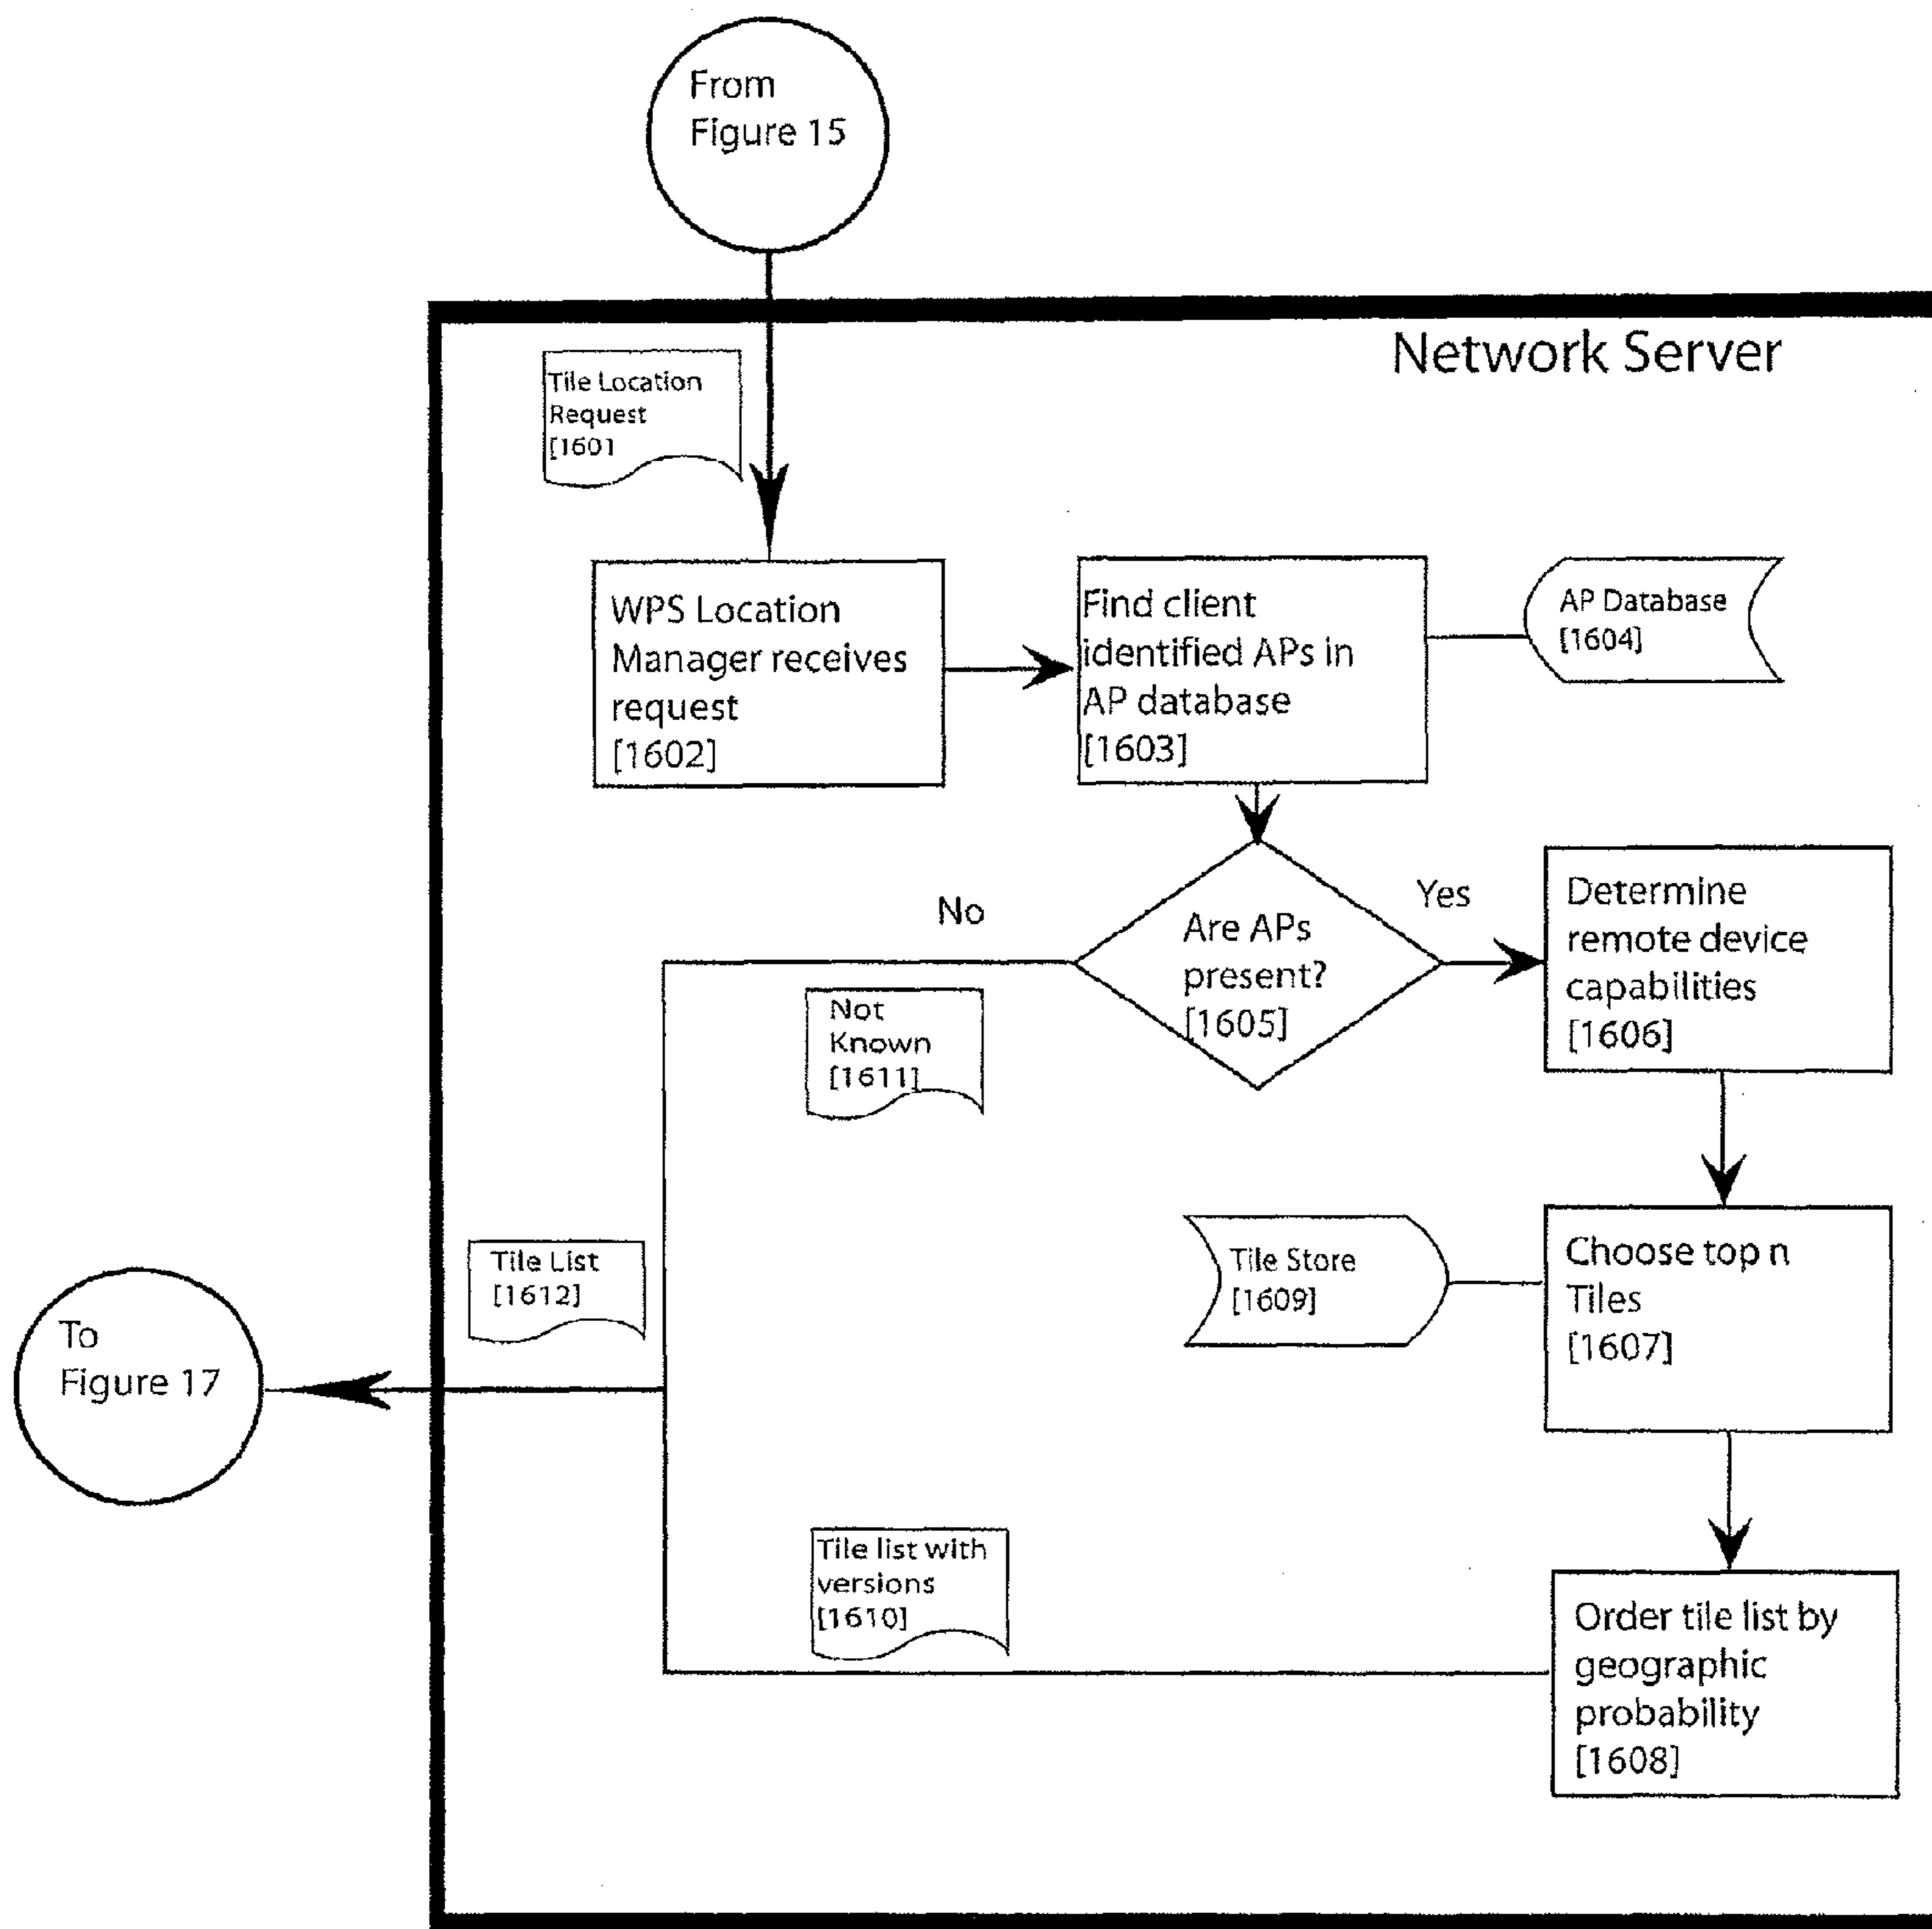 From
Figure 15
Network Server
Tile Location
Request
[1601
WPS Location
Manager receives
request
[1602]
Find client
identified APs in
AP database
[1603]
AP Database
[1604]
No
Yes
Are APs
present?
[1605]
Determine
remote device
capabilities
[1606]
Not
Known
[1611]
Tile List
[1612]
Tile Store
[1609]
Choose top n
Tiles
[1607]
To
Figure 17
Tile list with
versions
[1610]
Order tile list by
geographic
probability
[1608]